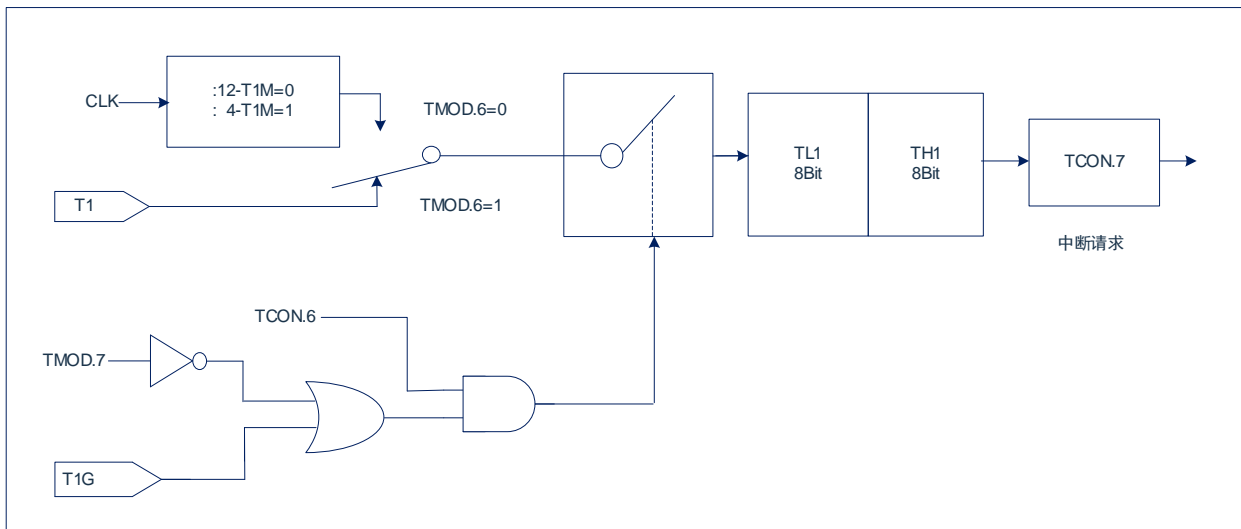 :12-T1M=0
: 4-T1M=1
CLK
TMOD.6=0
T1
TMOD.6=1
TL1
8Bit
TH1
8Bit
TCON.7
中断请求
TCON.6
TMOD.7
T1G